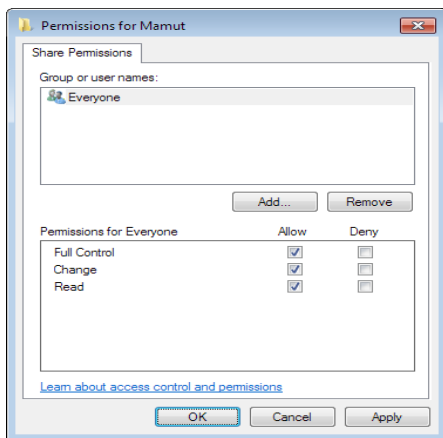 Permissions for Mamut
Share Permissions
Group or user names:
Everyone
Add... Remove
Permissions for Everyone Allow Deny
Full Control
Change
Read
Learn about access control and permissions
OK Cancel Apply